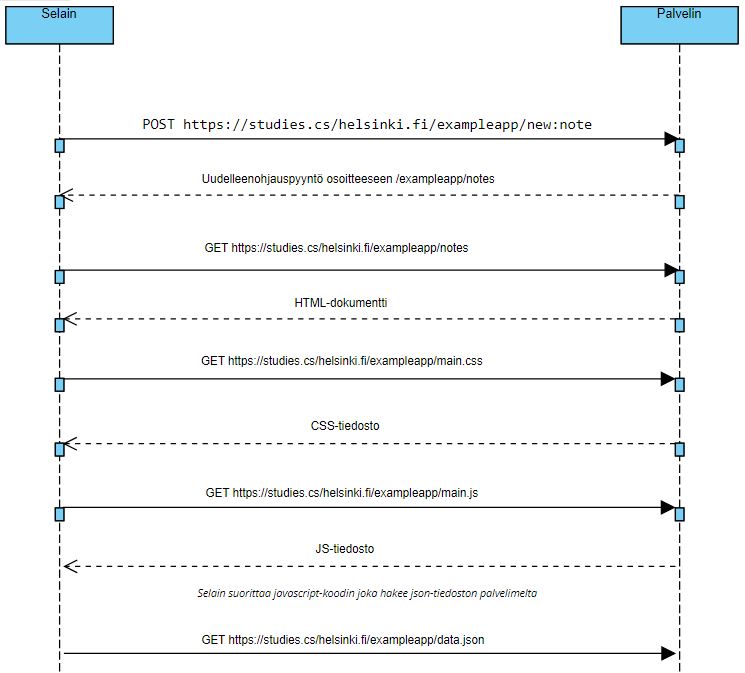 Selain
Palvelin
POST https://studies.cs/helsinki.fi/exampleapp/new:note
Uudelleenohjauspyyntö osoitteeseen /exampleapp/notes
GET https://studies.cs/helsinki.fi/exampleapp/notes
HTML-dokumentti
GET https://studies.cs/helsinki.fi/exampleapp/main.css
CSS-tiedosto
GET https://studies.cs/helsinki.fi/exampleapp/main.js
JS-tiedosto
Selain suorittaa javascript-koodin joka hakee json-tiedoston palvelimelta
GET https://studies.cs/helsinki.fi/exampleapp/data.json